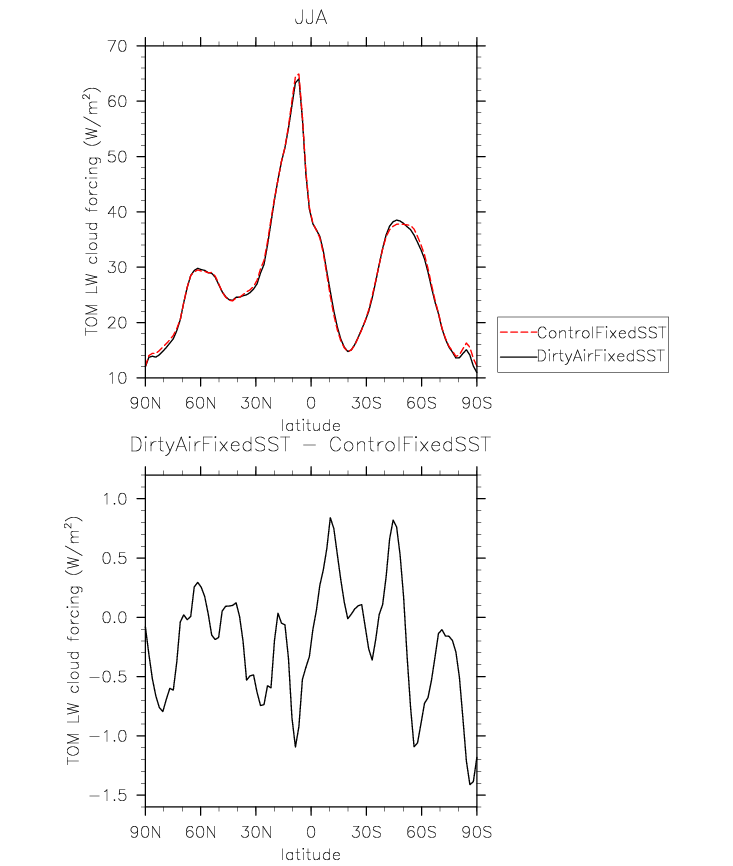 JJA
TOM LW cloud forcing (W/m²)
70
60
50
40
30
20
10
90N 60N 30N 0 30S 60S 90S
latitude
ControlFixedSST
DirtyAirFixedSST
DirtyAirFixedSST − ControlFixedSST
TOM LW cloud forcing (W/m²)
1.0
0.5
0.0
−0.5
−1.0
−1.5
90N 60N 30N 0 30S 60S 90S
latitude